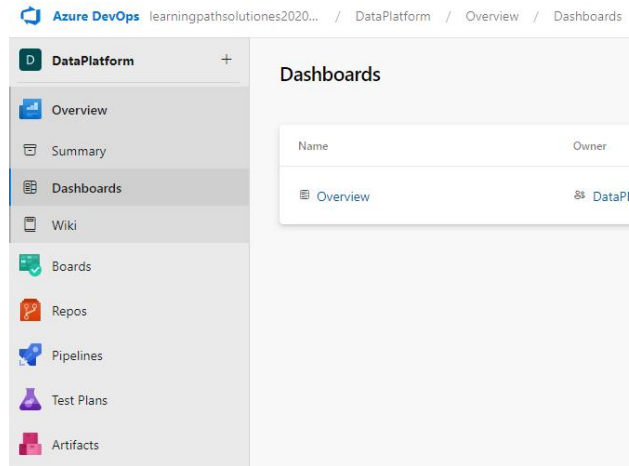 Azure DevOps learningpathsolutiones2020... / DataPlatform / Overview / Dashboards
D DataPlatform +
Dashboards
Overview
Summary
Dashboards
Wiki
Boards
Repos
Pipelines
Test Plans
Artifacts
Name Owner
Overview DataPl